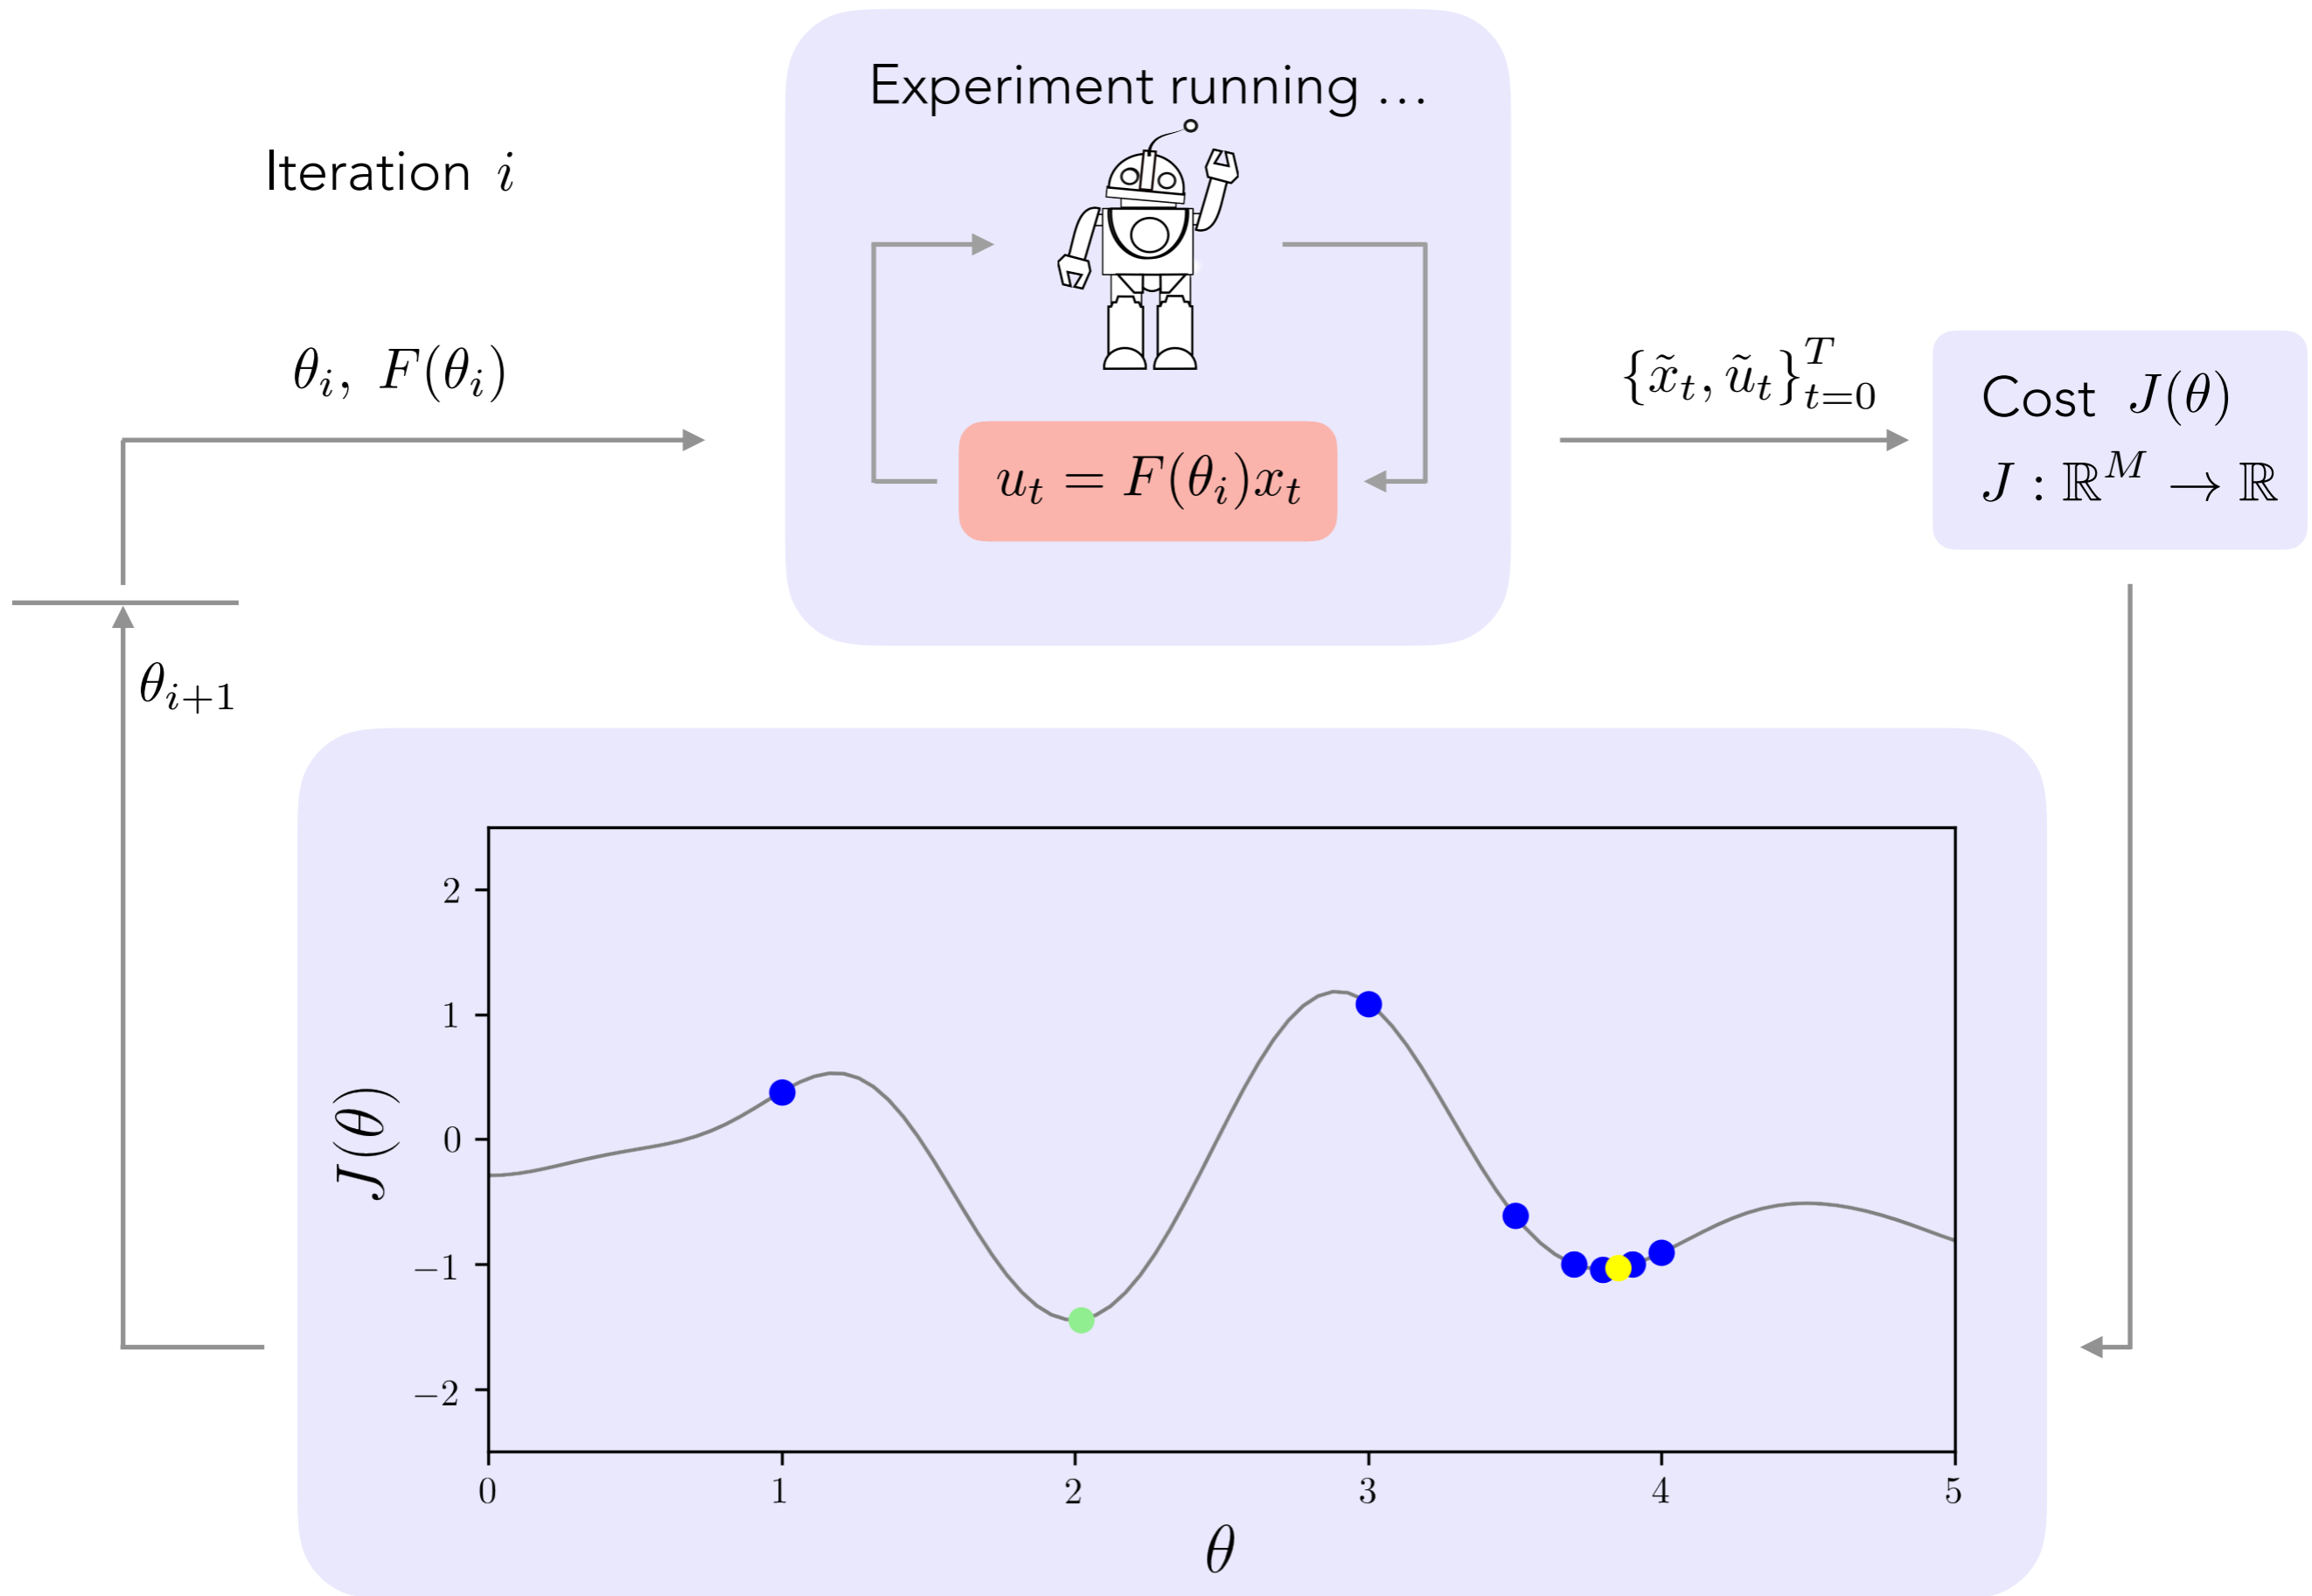 Experiment running …
Iteration i
θ_i, F(θ_i)
{x̃_t, ũ_t}_{t=0}^T
Cost J(θ)
J : ℝ^M → ℝ
u_t = F(θ_i)x_t
θ_{i+1}
J(θ)
2
1
0
−1
−2
0 1 2 3 4 5
θ